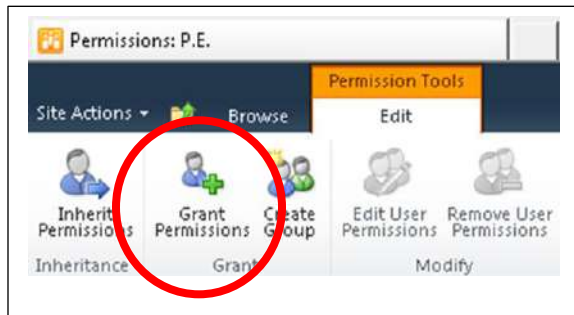 Permissions: P.E.
Permission Tools
Site Actions Browse Edit
Inherit Grant Create Edit User Remove User
Permissions Permissions Group Permissions Permissions
Inheritance Grant Modify